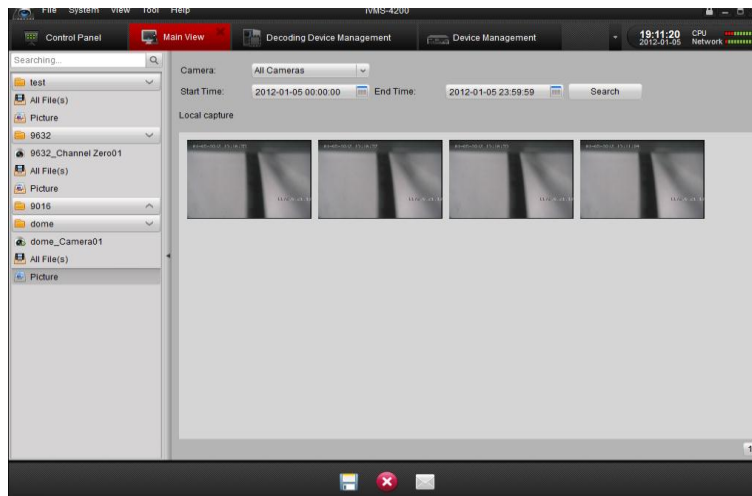 File System View Tool Help iVMS-4200
Control Panel Main View Decoding Device Management Device Management 19:11:20 CPU
2012-01-05 Network
Searching...
Camera: All Cameras
test
Start Time: 2012-01-05 00:00:00 End Time: 2012-01-05 23:59:59 Search
All File(s)
Picture
Local capture
9632
9632_Channel Zero01
All File(s)
Picture
9016
dome
dome_Camera01
All File(s)
Picture
1